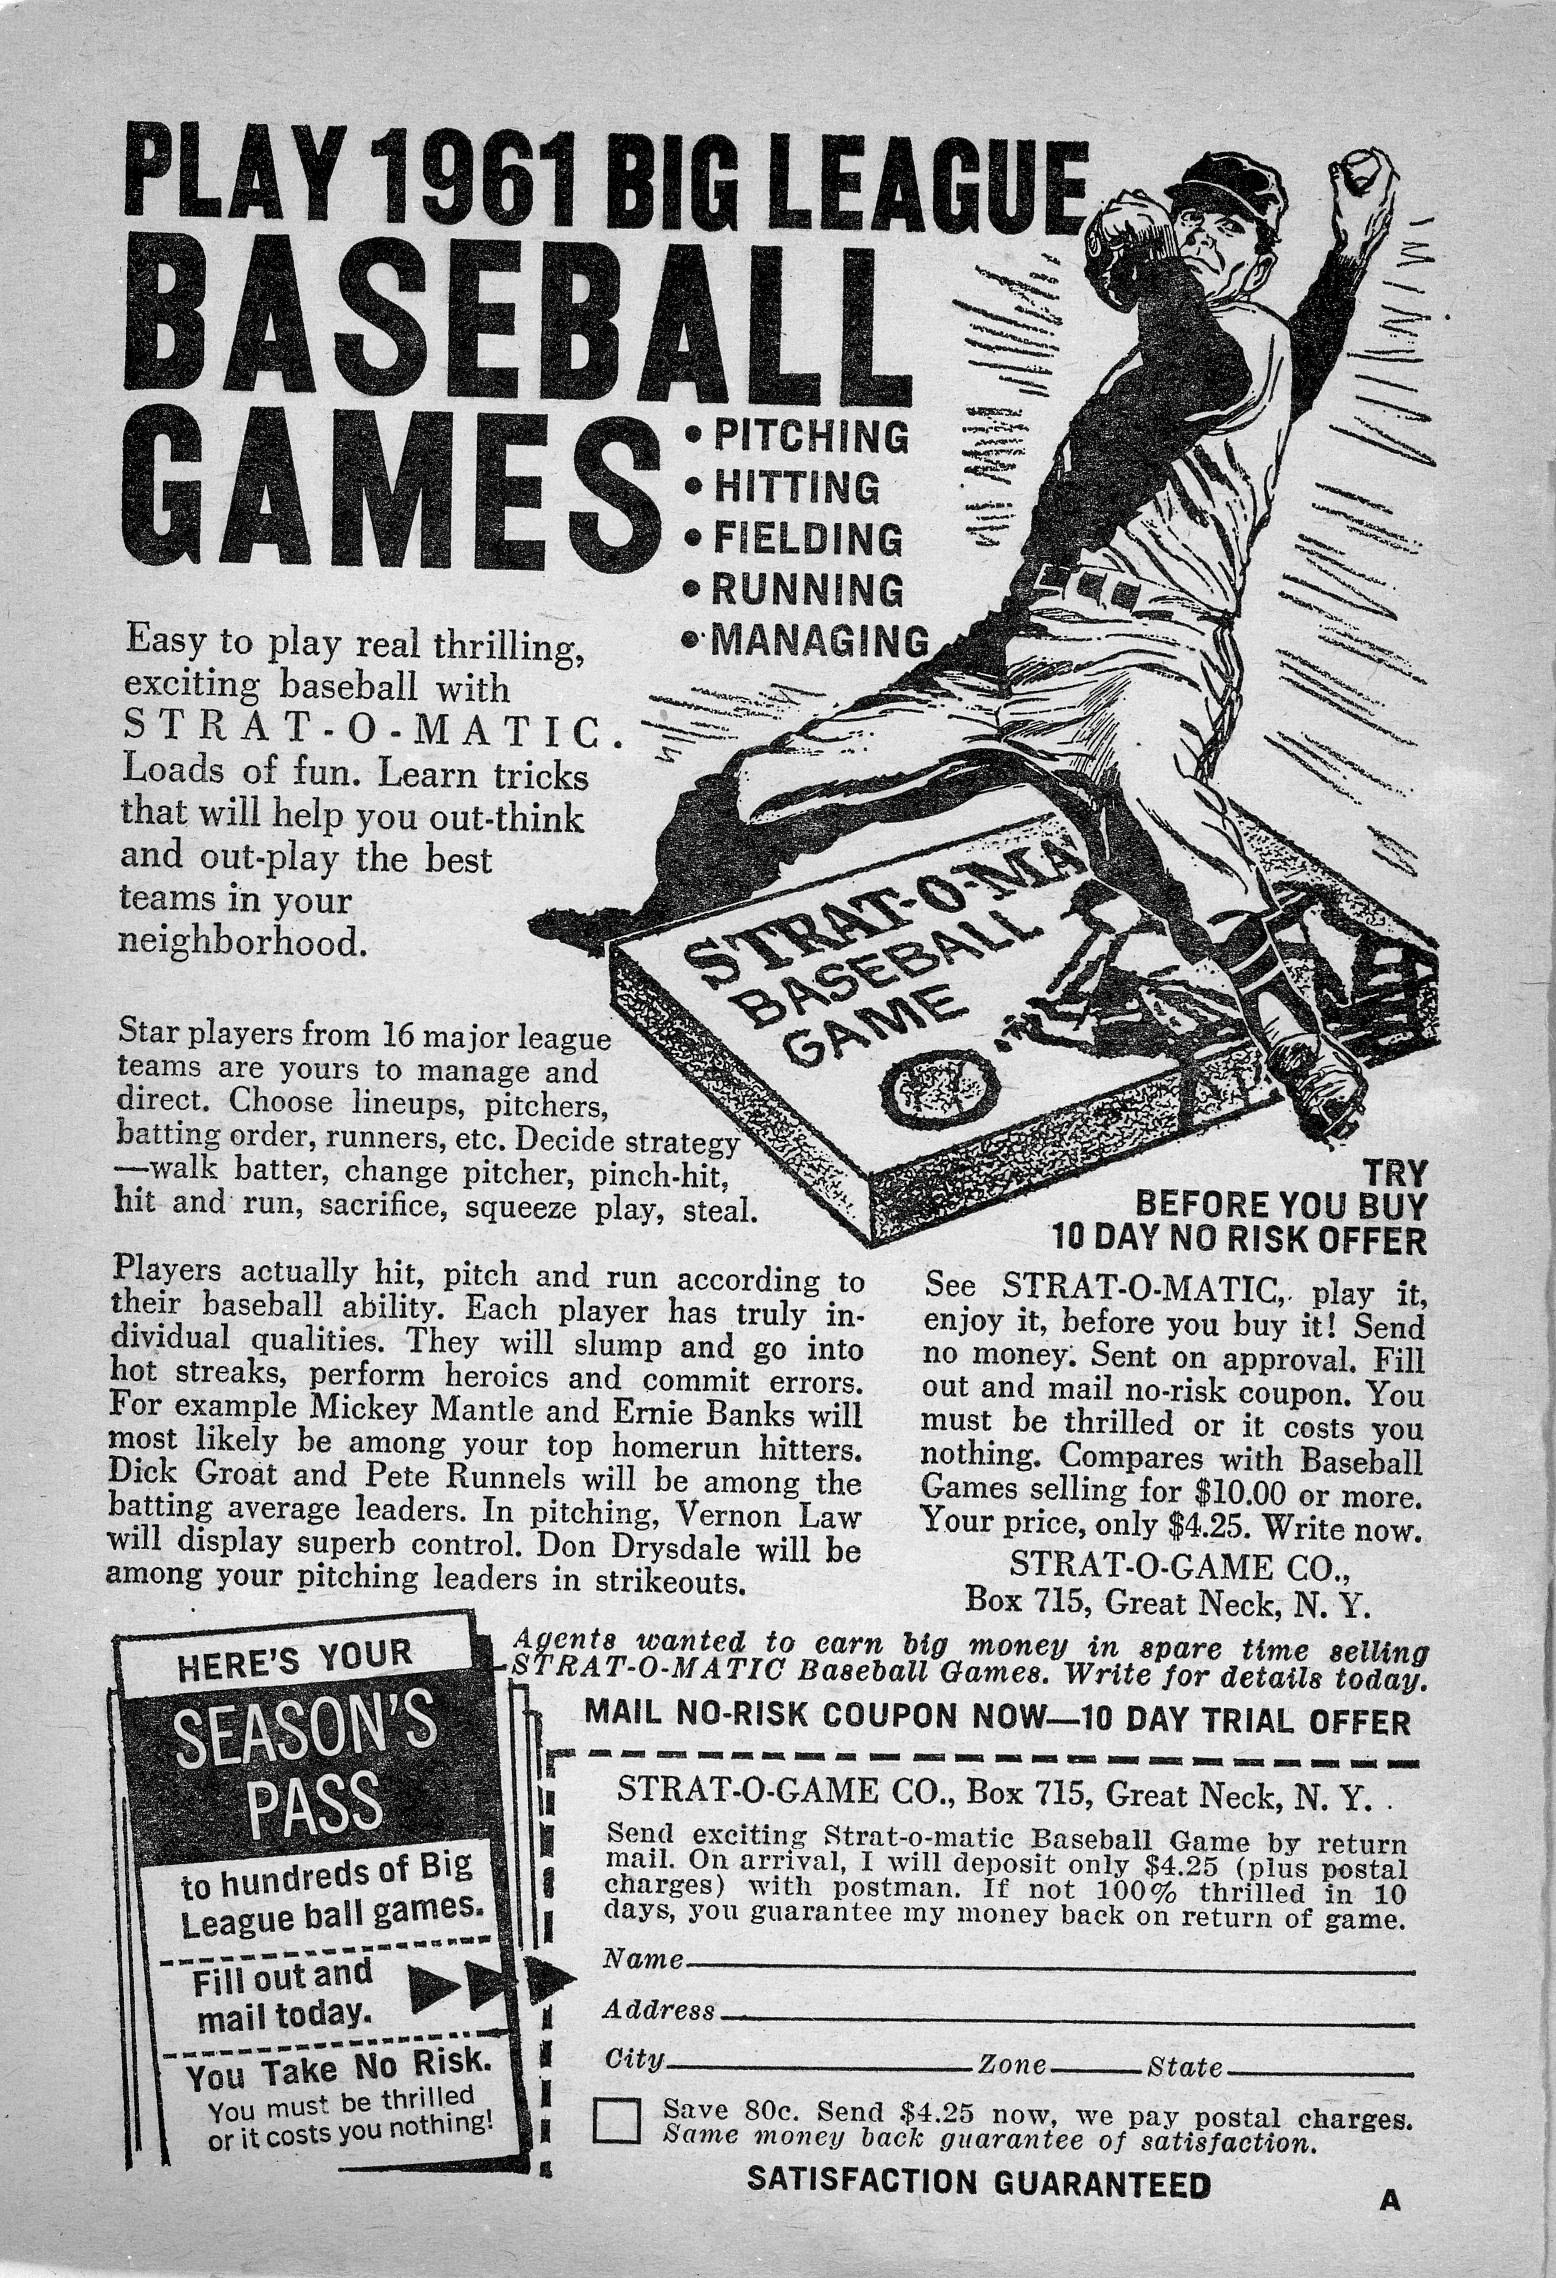 PLAY 1961 BIG LEAGUE
BASEBALL
GAMES
• PITCHING
• HITTING
• FIELDING
• RUNNING
• MANAGING
Easy to play real thrilling,
exciting baseball with
STRAT-O-MATIC.
Loads of fun. Learn tricks
that will help you out-think
and out-play the best
teams in your
neighborhood.
STRAT-O-MA
BASEBALL
GAME
Star players from 16 major league
teams are yours to manage and
direct. Choose lineups, pitchers,
batting order, runners, etc. Decide strategy
—walk batter, change pitcher, pinch-hit,
hit and run, sacrifice, squeeze play, steal.
Players actually hit, pitch and run according to
their baseball ability. Each player has truly in-
dividual qualities. They will slump and go into
hot streaks, perform heroics and commit errors.
For example Mickey Mantle and Ernie Banks will
most likely be among your top homerun hitters.
Dick Groat and Pete Runnels will be among the
batting average leaders. In pitching, Vernon Law
will display superb control. Don Drysdale will be
among your pitching leaders in strikeouts.
TRY
BEFORE YOU BUY
10 DAY NO RISK OFFER
See STRAT-O-MATIC, play it,
enjoy it, before you buy it! Send
no money. Sent on approval. Fill
out and mail no-risk coupon. You
must be thrilled or it costs you
nothing. Compares with Baseball
Games selling for $10.00 or more.
Your price, only $4.25. Write now.
STRAT-O-GAME CO.,
Box 715, Great Neck, N. Y.
Agents wanted to earn big money in spare time selling
STRAT-O-MATIC Baseball Games. Write for details today.
MAIL NO-RISK COUPON NOW—10 DAY TRIAL OFFER
HERE'S YOUR
SEASON'S
PASS
to hundreds of Big
League ball games.
Fill out and
mail today.
You Take No Risk.
You must be thrilled
or it costs you nothing!
STRAT-O-GAME CO., Box 715, Great Neck, N. Y.
Send exciting Strat-o-matic Baseball Game by return
mail. On arrival, I will deposit only $4.25 (plus postal
charges) with postman. If not 100% thrilled in 10
days, you guarantee my money back on return of game.
Name
Address
City Zone State
Save 80c. Send $4.25 now, we pay postal charges.
Same money back guarantee of satisfaction.
SATISFACTION GUARANTEED
A